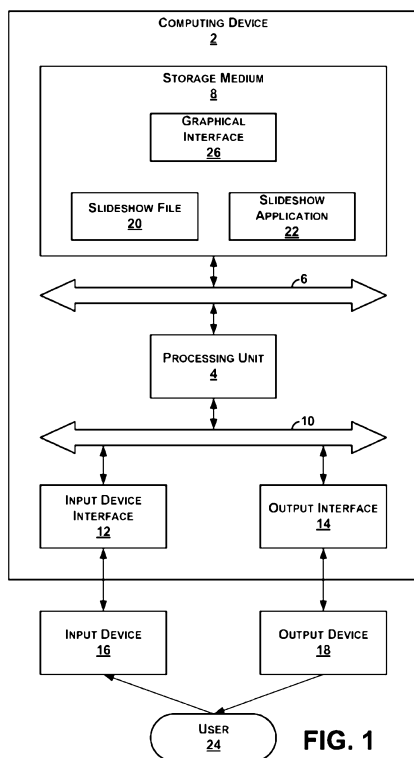 COMPUTING DEVICE
2
STORAGE MEDIUM
8
GRAPHICAL
INTERFACE
26
SLIDESHOW FILE
20
SLIDESHOW
APPLICATION
22
6
PROCESSING UNIT
4
10
INPUT DEVICE
INTERFACE
12
OUTPUT INTERFACE
14
INPUT DEVICE
16
OUTPUT DEVICE
18
USER
24
FIG. 1